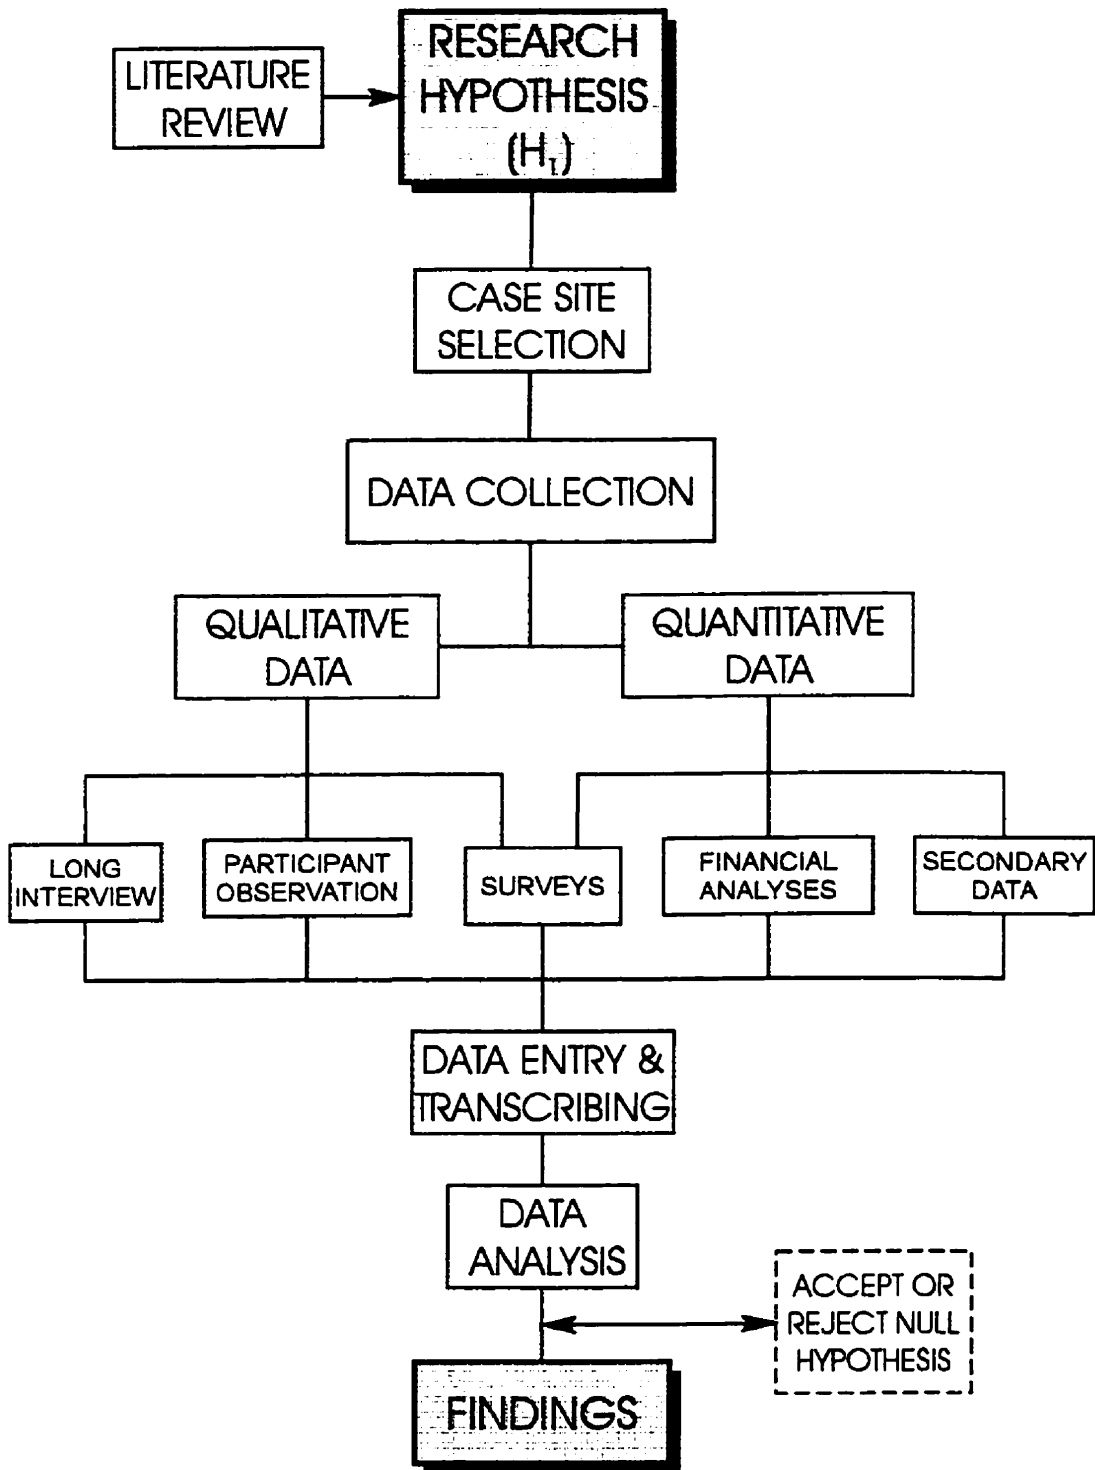 LITERATURE
REVIEW
RESEARCH
HYPOTHESIS
(H₁)
CASE SITE
SELECTION
DATA COLLECTION
QUALITATIVE
DATA
QUANTITATIVE
DATA
LONG
INTERVIEW
PARTICIPANT
OBSERVATION
SURVEYS
FINANCIAL
ANALYSES
SECONDARY
DATA
DATA ENTRY &
TRANSCRIBING
DATA
ANALYSIS
ACCEPT OR
REJECT NULL
HYPOTHESIS
FINDINGS